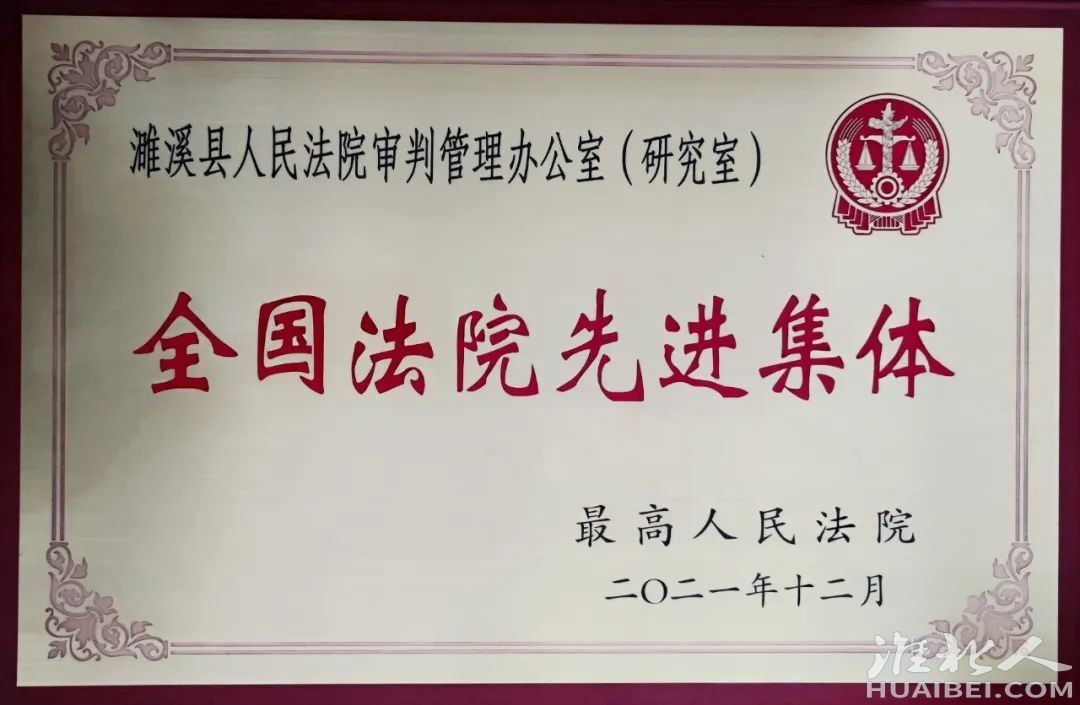 濉溪县人民法院审判管理办公室（研究室）
全国法院先进集体
最高人民法院
二〇二一年十二月
淮北人
HUAIBEI.COM